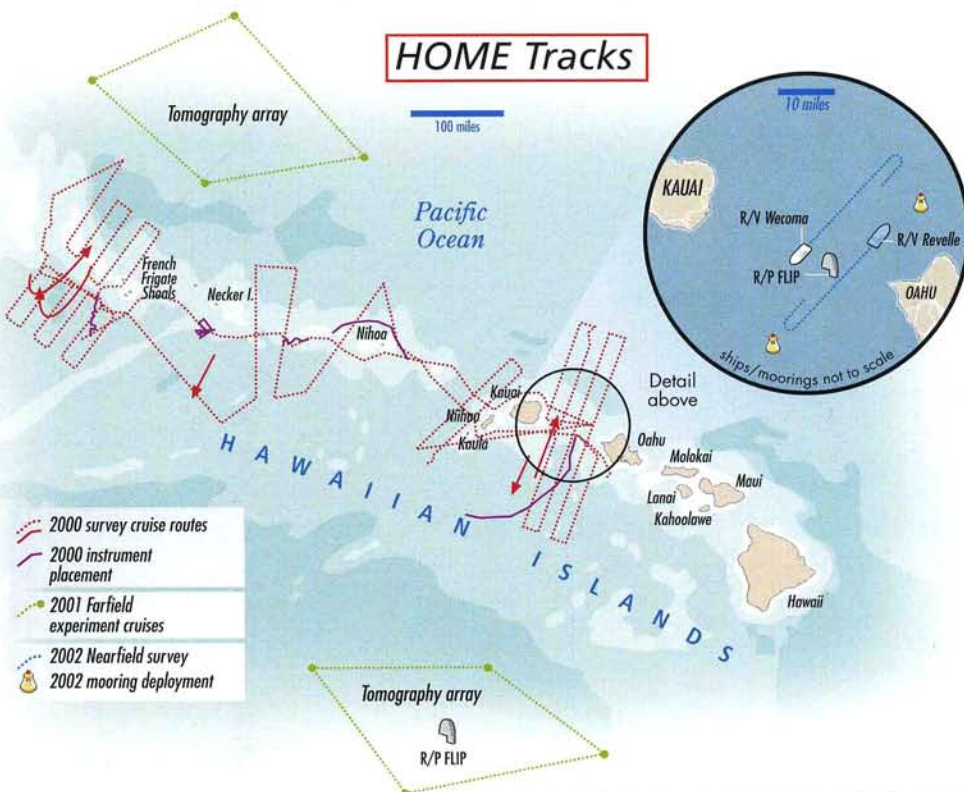 HOME Tracks
Tomography array
100 miles
10 miles
KAUAI
R/V Wecoma
R/V Revelle
R/P FLIP
OAHU
ships/moorings not to scale
Pacific
Ocean
French
Frigate
Shoals
Necker I.
Nihoa
Detail
above
Kauai
Niihau
Kaula
Oahu
Molokai
Maui
Lanai
Kahoolawe
Hawaii
HAWAIIAN ISLANDS
2000 survey cruise routes
2000 instrument
placement
2001 Farfield
experiment cruises
2002 Nearfield survey
2002 mooring deployment
Tomography array
R/P FLIP